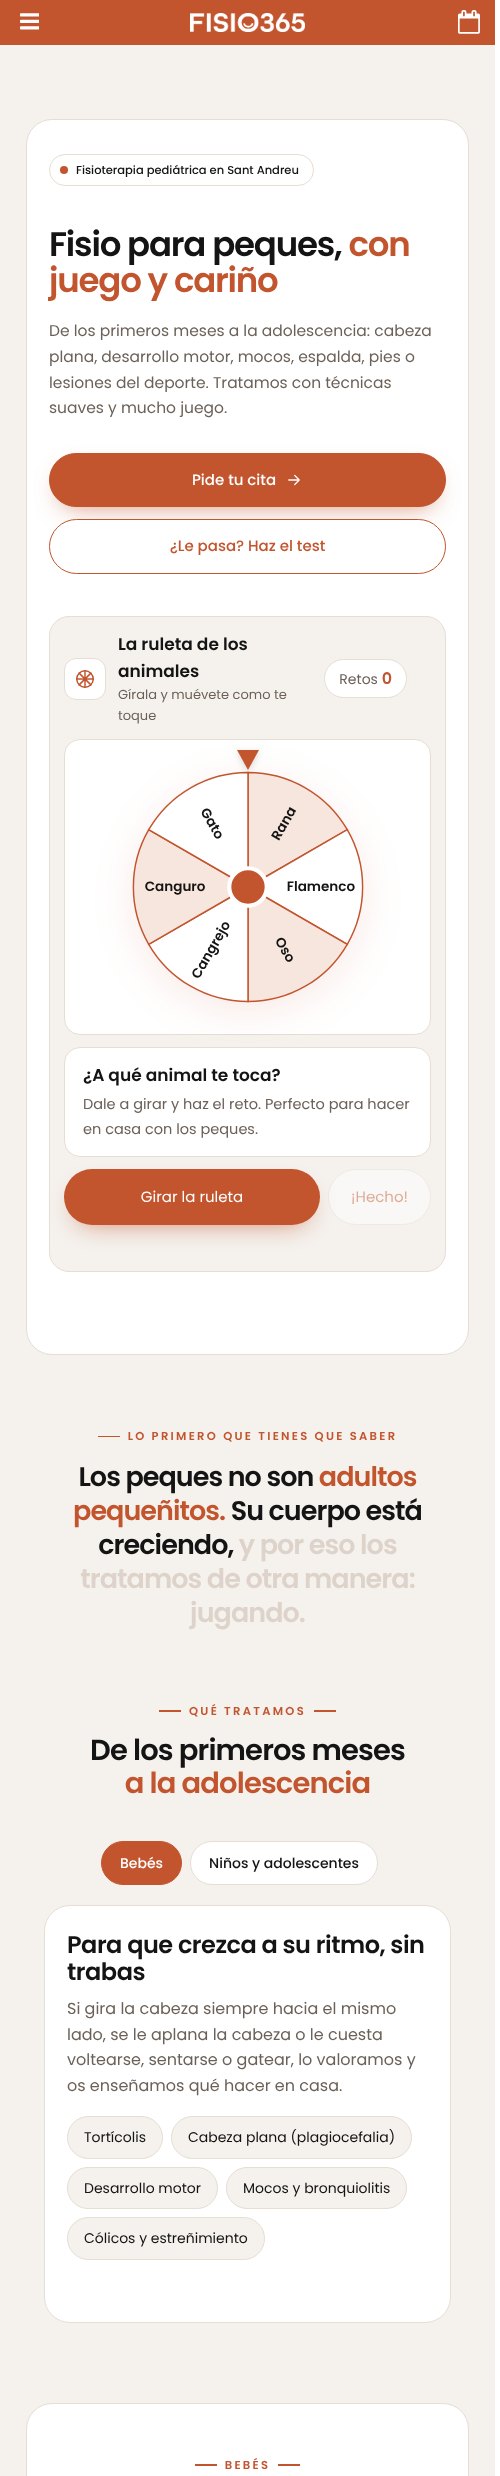 FISIO365
Fisioterapia pediátrica en Sant Andreu
Fisio para peques, con
juego y cariño
De los primeros meses a la adolescencia: cabeza
plana, desarrollo motor, mocos, espalda, pies o
lesiones del deporte. Tratamos con técnicas
suaves y mucho juego.
Pide tu cita →
¿Le pasa? Haz el test
La ruleta de los
animales
Gírala y muévete como te
toque
Retos 0
Gato
Rana
Canguro
Flamenco
Cangrejo
Oso
¿A qué animal te toca?
Dale a girar y haz el reto. Perfecto para hacer
en casa con los peques.
Girar la ruleta
¡Hecho!
LO PRIMERO QUE TIENES QUE SABER
Los peques no son adultos
pequeñitos. Su cuerpo está
creciendo, y por eso los
tratamos de otra manera:
jugando.
QUÉ TRATAMOS
De los primeros meses
a la adolescencia
Bebés
Niños y adolescentes
Para que crezca a su ritmo, sin
trabas
Si gira la cabeza siempre hacia el mismo
lado, se le aplana la cabeza o le cuesta
voltearse, sentarse o gatear, lo valoramos y
os enseñamos qué hacer en casa.
Tortícolis
Cabeza plana (plagiocefalia)
Desarrollo motor
Mocos y bronquiolitis
Cólicos y estreñimiento
BEBÉS